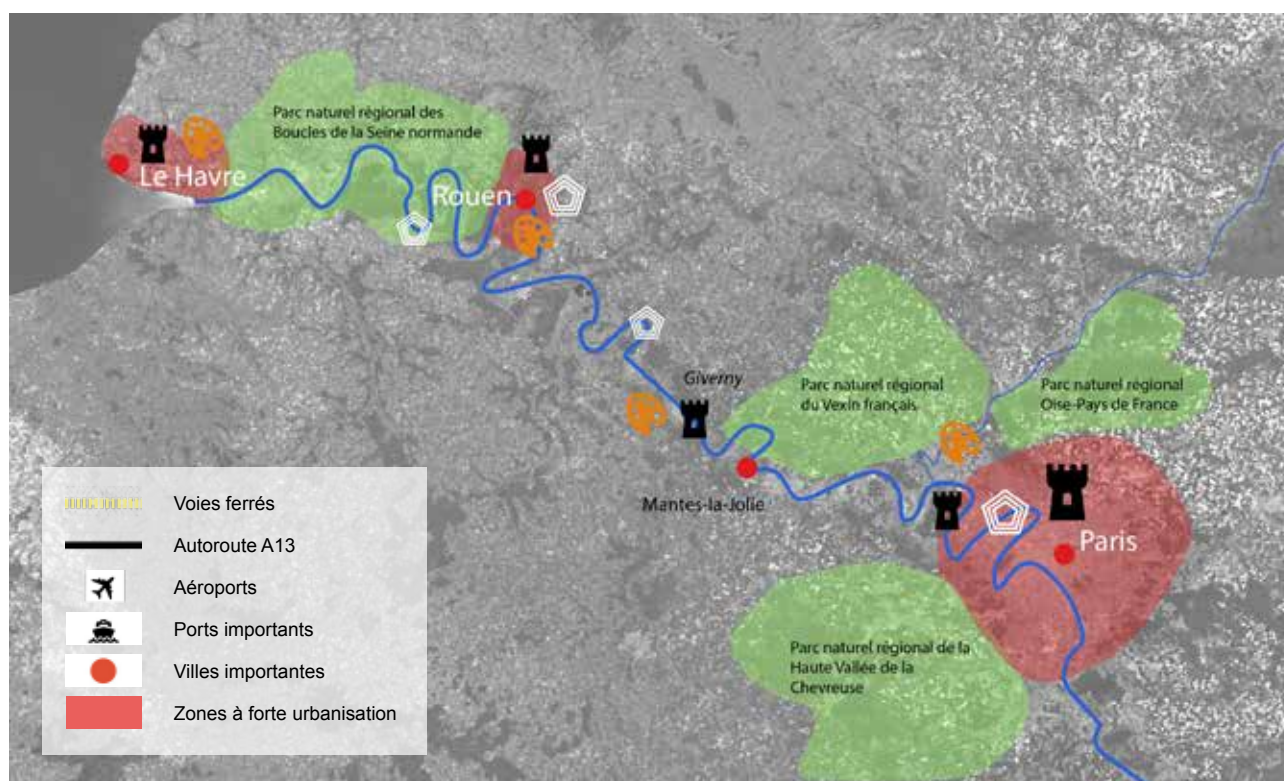 Parc naturel régional des
Boucles de la Seine normande
Le Havre
Rouen
Giverny
Parc naturel régional
du Vexin français
Parc naturel régional
Oise-Pays de France
Mantes-la-Jolie
Paris
Parc naturel régional de la
Haute Vallée de la
Chevreuse
Voies ferrés
Autoroute A13
Aéroports
Ports importants
Villes importantes
Zones à forte urbanisation